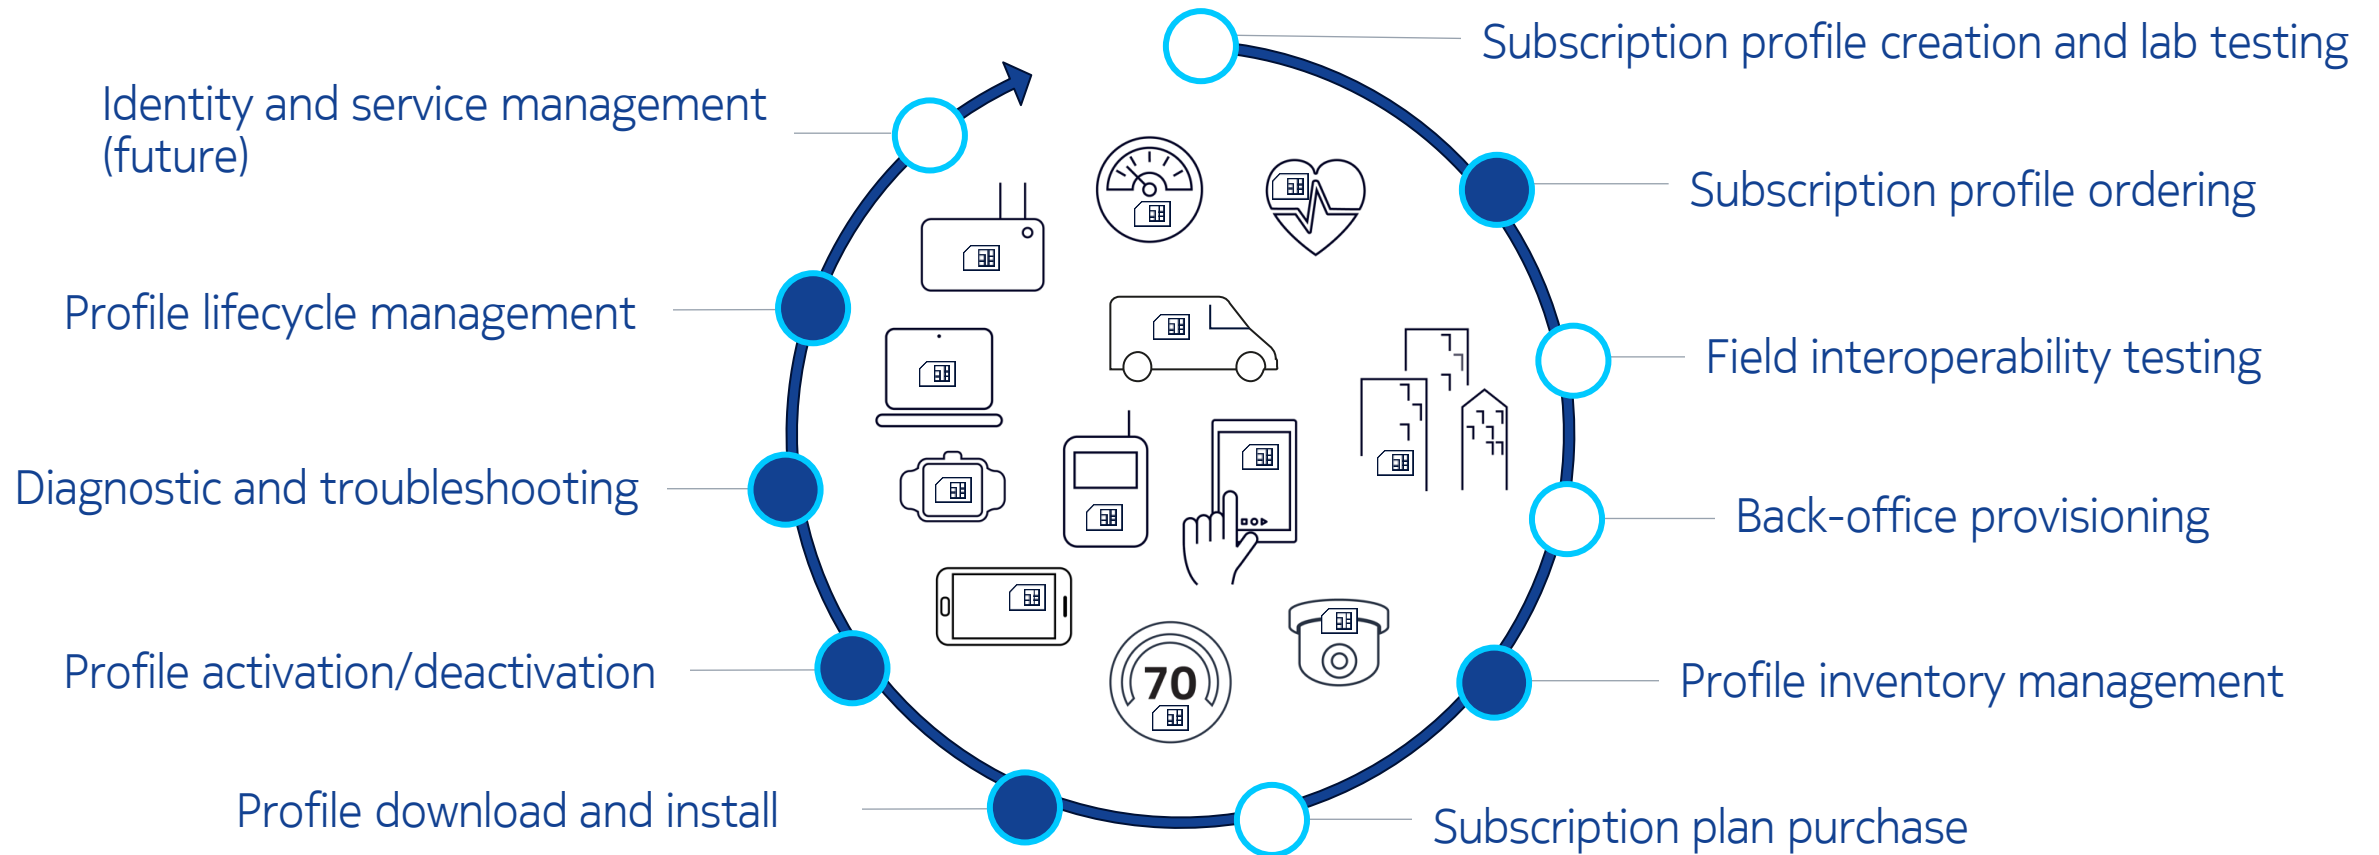 Subscription profile creation and lab testing
Identity and service management
(future)
Subscription profile ordering
Profile lifecycle management
Field interoperability testing
Diagnostic and troubleshooting
Back-office provisioning
Profile activation/deactivation
Profile inventory management
70
Profile download and install
Subscription plan purchase